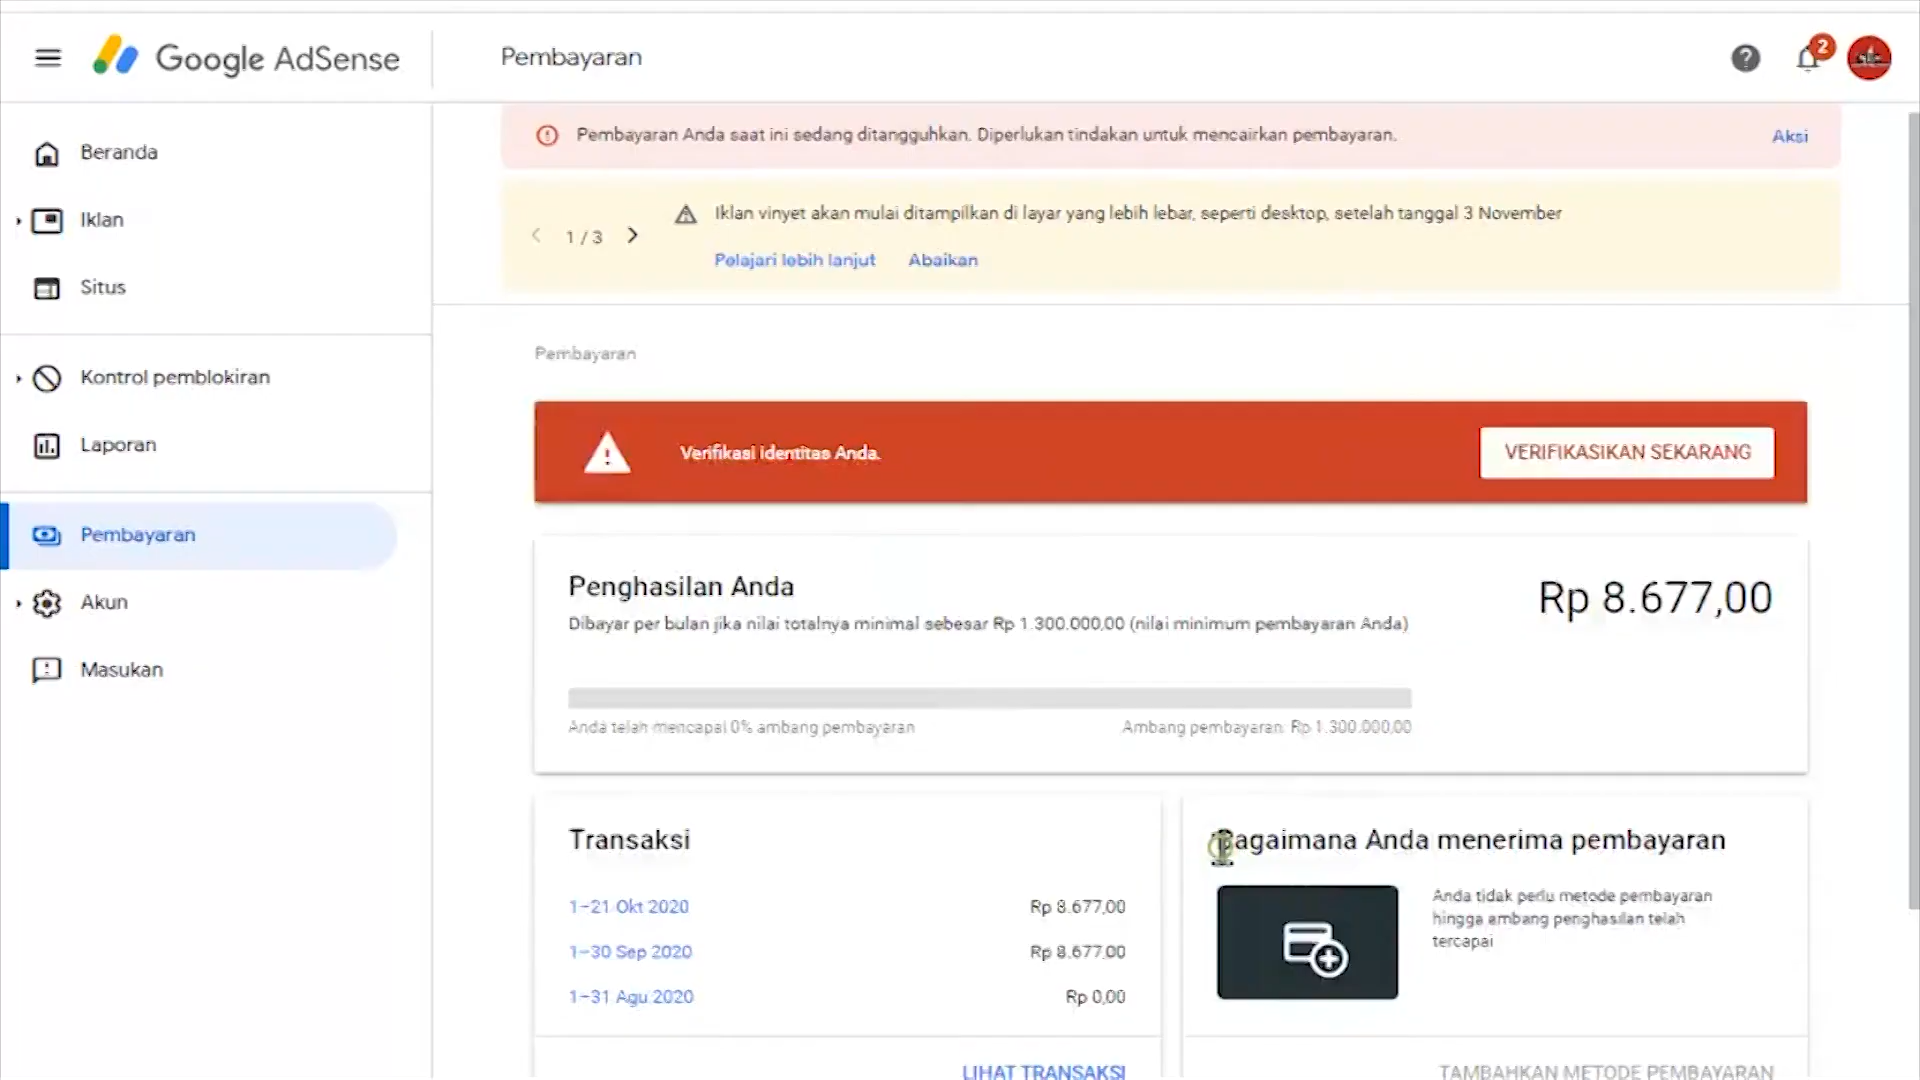 Google AdSense
Pembayaran
2
Beranda
Iklan
Situs
Kontrol pemblokiran
Laporan
Pembayaran
Akun
Masukan
Pembayaran Anda saat ini sedang ditangguhkan. Diperlukan tindakan untuk mencairkan pembayaran.
Aksi
1 / 3
Iklan vinyet akan mulai ditampilkan di layar yang lebih lebar, seperti desktop, setelah tanggal 3 November
Pelajari lebih lanjut
Abaikan
Pembayaran
Verifikasi identitas Anda.
VERIFIKASIKAN SEKARANG
Penghasilan Anda
Rp 8.677,00
Dibayar per bulan jika nilai totalnya minimal sebesar Rp 1.300.000,00 (nilai minimum pembayaran Anda)
Anda telah mencapai 0% ambang pembayaran
Ambang pembayaran: Rp 1.300.000,00
Transaksi
1–21 Okt 2020
Rp 8.677,00
1–30 Sep 2020
Rp 8.677,00
1–31 Agu 2020
Rp 0,00
LIHAT TRANSAKSI
Bagaimana Anda menerima pembayaran
Anda tidak perlu metode pembayaran
hingga ambang penghasilan telah
tercapai
TAMBAHKAN METODE PEMBAYARAN